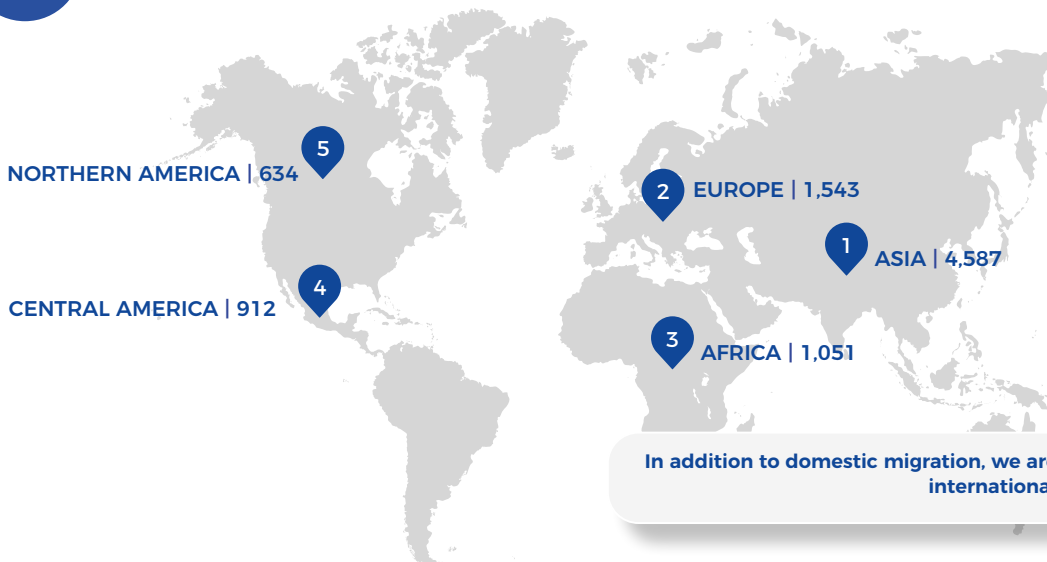 5
NORTHERN AMERICA | 634
2
EUROPE | 1,543
1
ASIA | 4,587
4
CENTRAL AMERICA | 912
3
AFRICA | 1,051
In addition to domestic migration, we are
internationa